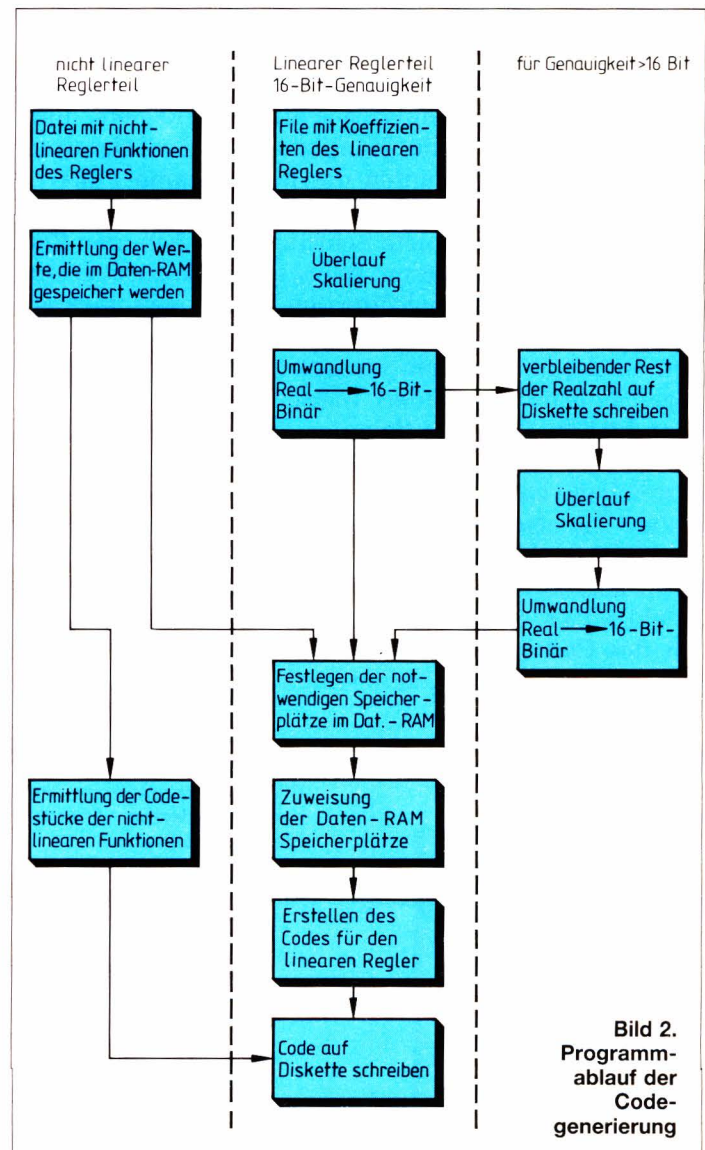 nicht linearer
Reglerteil
Linearer Reglerteil
16-Bit-Genauigkeit
für Genauigkeit>16 Bit
Datei mit nicht-
linearen Funktionen
des Reglers
File mit Koeffizien-
ten des linearen
Reglers
Ermittlung der Wer-
te, die im Daten-RAM
gespeichert werden
Überlauf
Skalierung
Umwandlung
Real → 16-Bit-
Binär
verbleibender Rest
der Realzahl auf
Diskette schreiben
Überlauf
Skalierung
Umwandlung
Real → 16-Bit-
Binär
Festlegen der not-
wendigen Speicher-
plätze im Dat.-RAM
Ermittlung der Code-
stücke der nicht-
linearen Funktionen
Zuweisung
der Daten-RAM
Speicherplätze
Erstellen des
Codes für den
linearen Regler
Code auf
Diskette schreiben
Bild 2.
Programm-
ablauf der
Code-
generierung